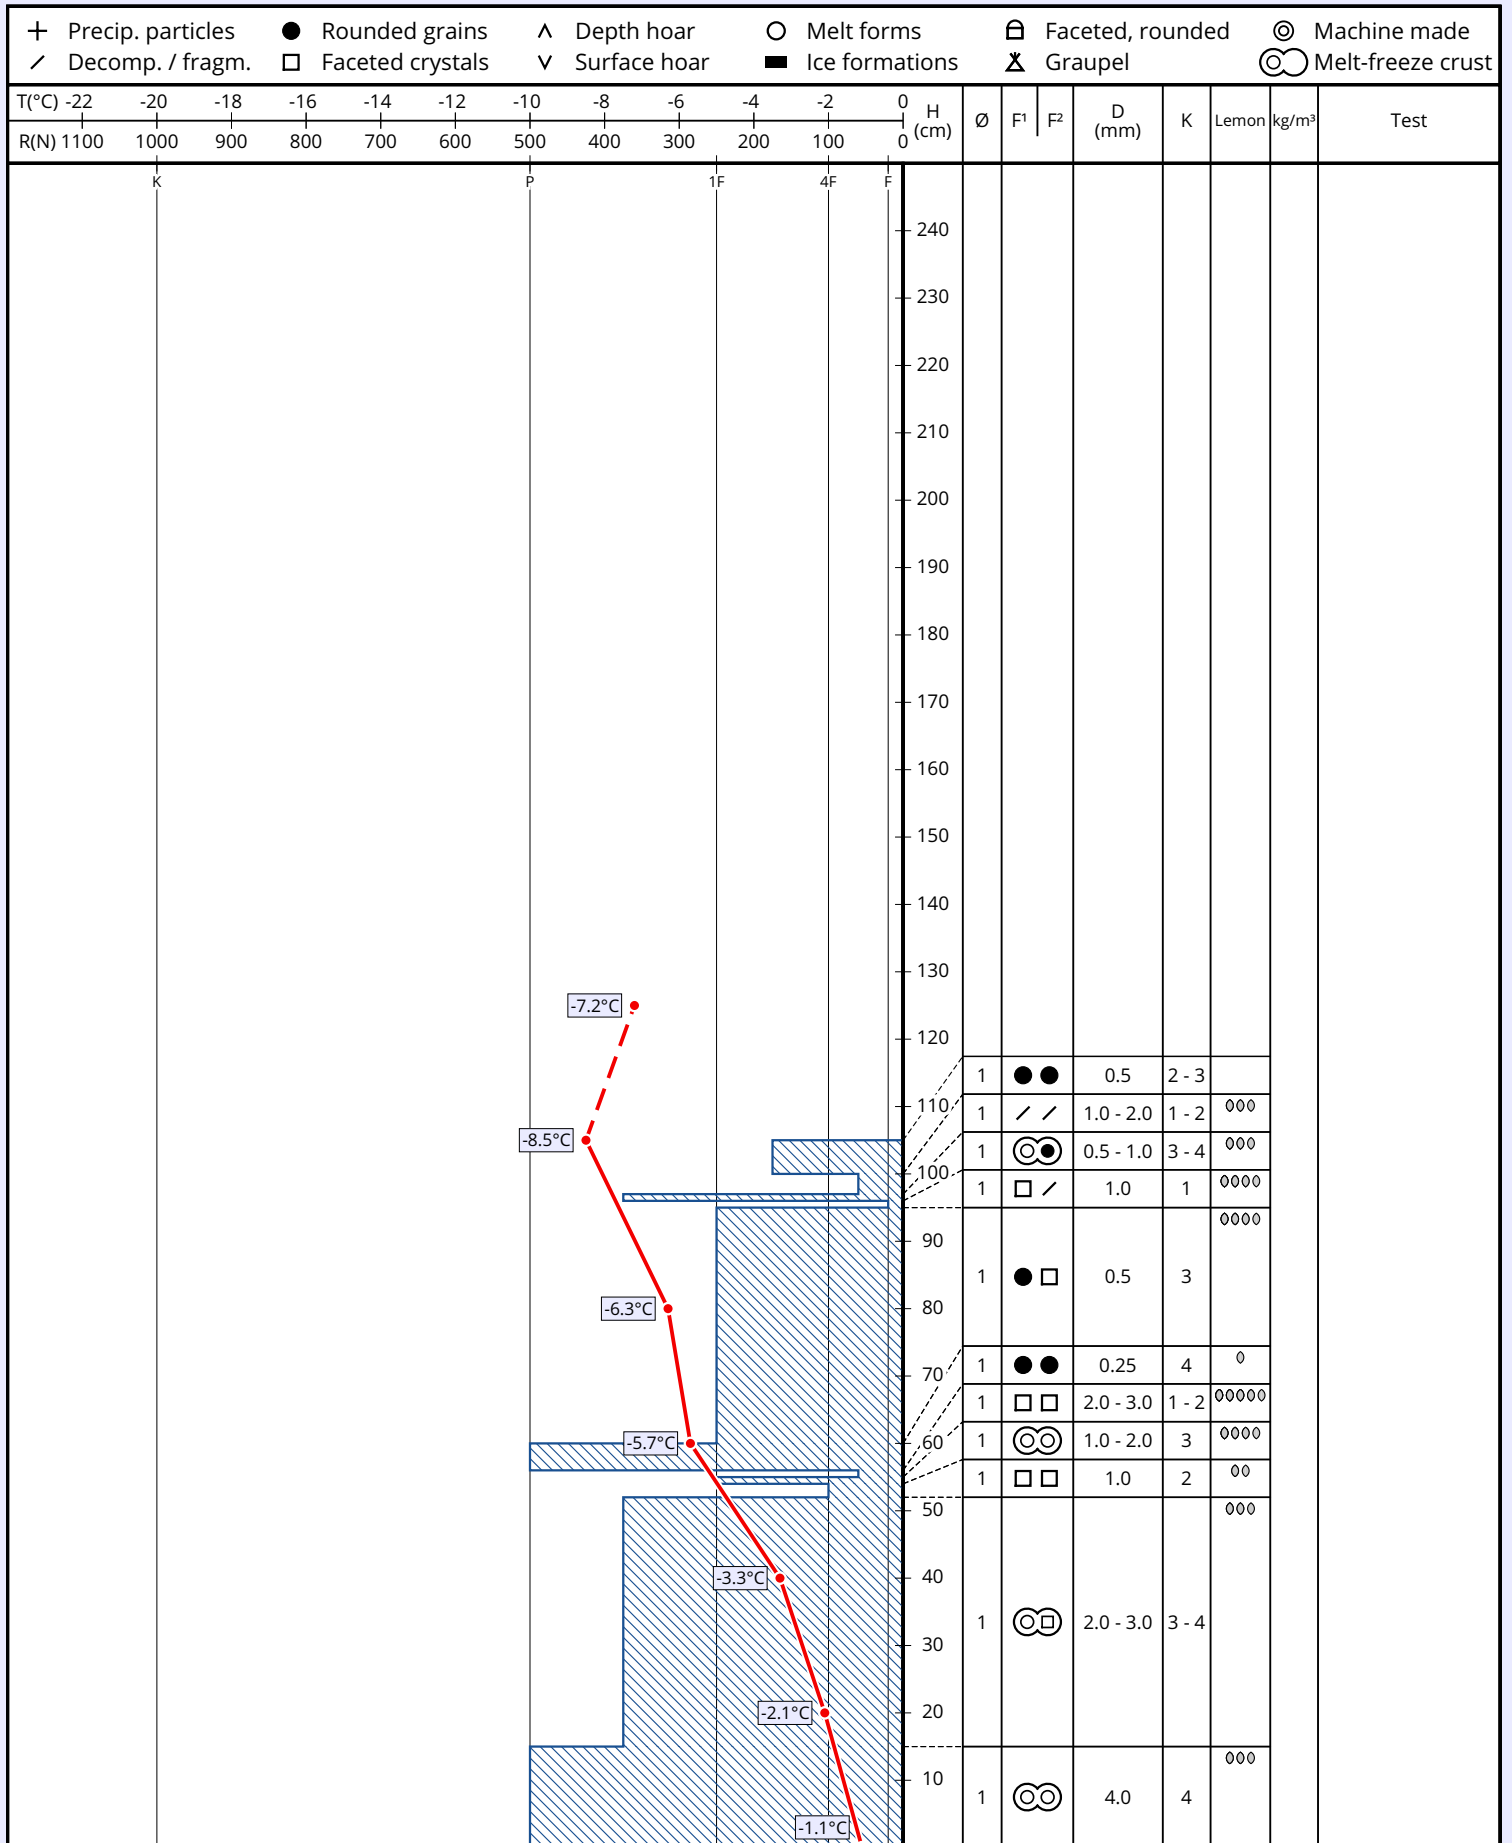 Precip. particles Rounded grains Depth hoar Melt forms Faceted, rounded Machine made
Decomp. / fragm. Faceted crystals Surface hoar Ice formations Graupel Melt-freeze crust
T(°C) -22 -20 -18 -16 -14 -12 -10 -8 -6 -4 -2 0
R(N) 1100 1000 900 800 700 600 500 400 300 200 100 0
H (cm) Ø F¹ F² D (mm) K Lemon kg/m³ Test
K P 1F 4F F
240
230
220
210
200
190
180
170
160
150
140
130
-7.2°C
120
1 0.5 2 - 3
110
1 1.0 - 2.0 1 - 2
-8.5°C
1 0.5 - 1.0 3 - 4
100
1 1.0 1
90
1 0.5 3
-6.3°C 80
1 0.25 4
70
1 2.0 - 3.0 1 - 2
-5.7°C 60
1 1.0 - 2.0 3
1 1.0 2
50
-3.3°C 40
1 2.0 - 3.0 3 - 4
30
-2.1°C 20
10
1 4.0 4
-1.1°C